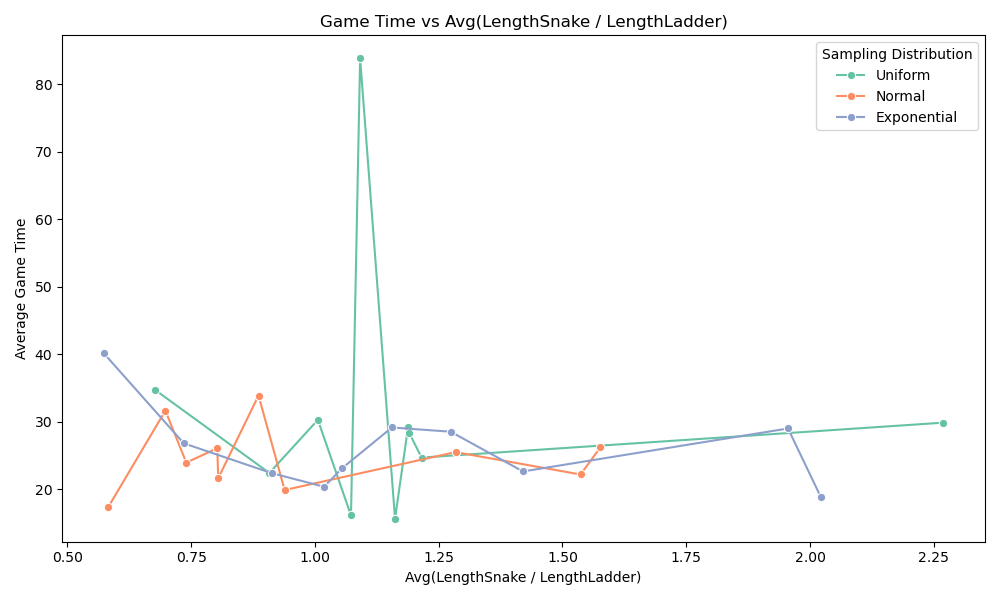 Game Time vs Avg(LengthSnake / LengthLadder)
Sampling Distribution
Uniform
Normal
Exponential
Average Game Time
80
70
60
50
40
30
20
0.50 0.75 1.00 1.25 1.50 1.75 2.00 2.25
Avg(LengthSnake / LengthLadder)